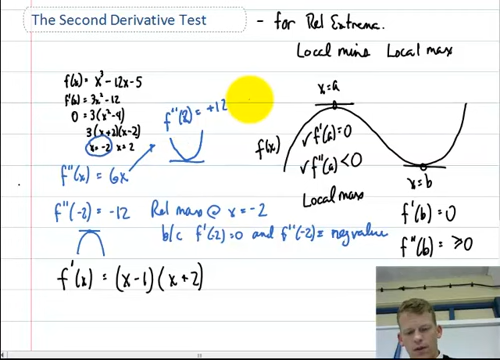 The Second Derivative Test
- for Rel Extrema.
Local mins Local max
f(x) = x³ - 12x - 5
f'(x) = 3x² - 12
0 = 3(x² - 4)
3(x+2)(x-2)
x = -2 x = 2
f''(x) = 6x
f''(2) = +12
f''(-2) = -12
Rel max @ x = -2
b/c f'(-2) = 0 and f''(-2) = neg value
f'(x) = (x-1)(x+2)
x=a
f(x)
✓ f'(a) = 0
✓ f''(a) < 0
Local max
x=b
f'(b) = 0
f''(b) = >0